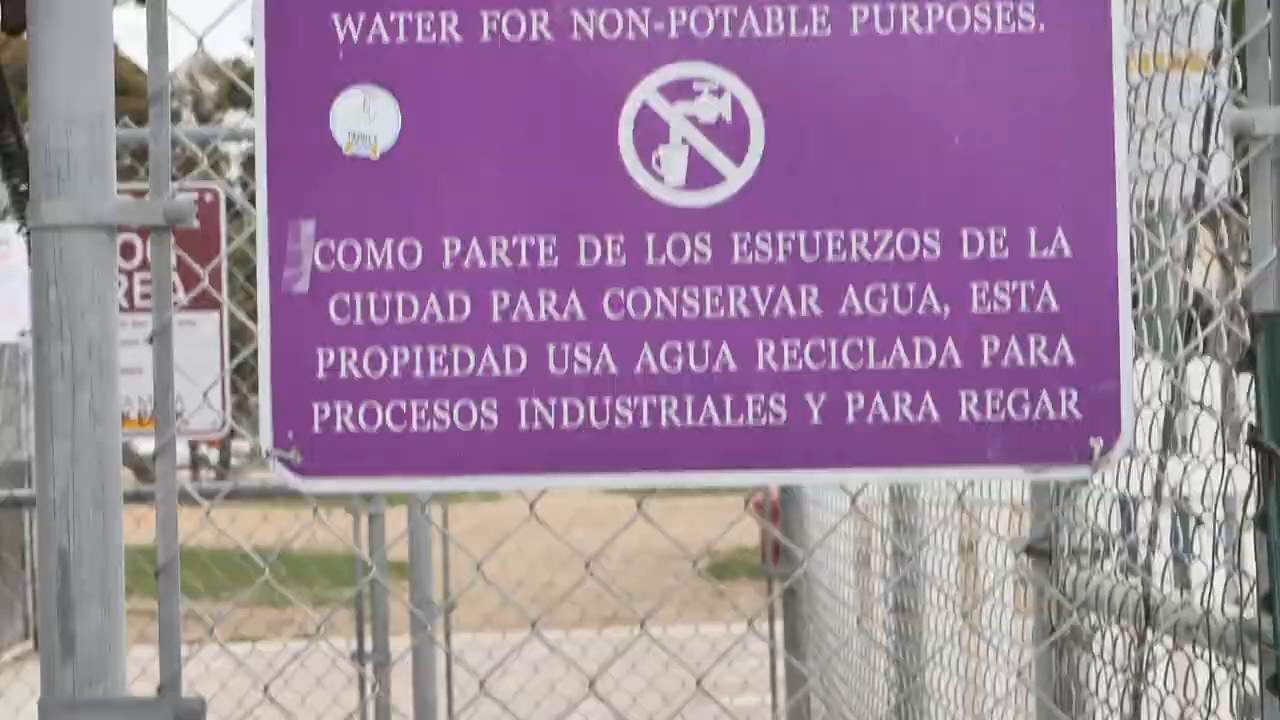 WATER FOR NON-POTABLE PURPOSES.
COMO PARTE DE LOS ESFUERZOS DE LA
CIUDAD PARA CONSERVAR AGUA, ESTA
PROPIEDAD USA AGUA RECICLADA PARA
PROCESOS INDUSTRIALES Y PARA REGAR